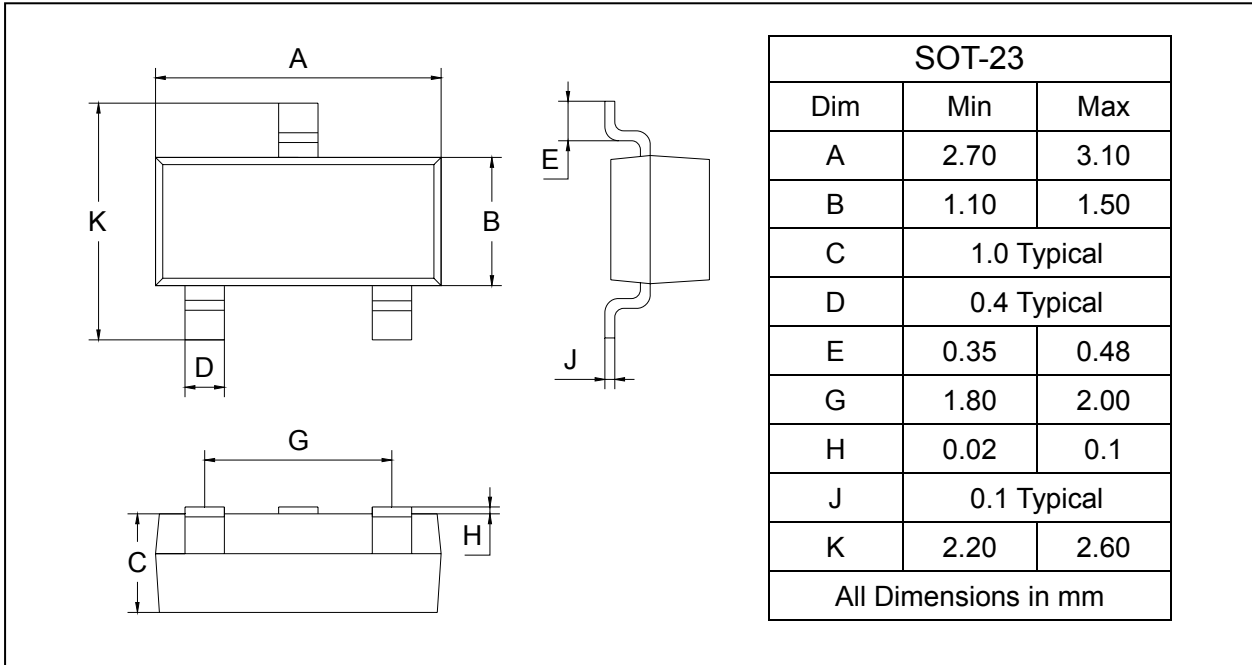 A
K
B
D
E
J
G
C
H
SOT-23
Dim Min Max
A 2.70 3.10
B 1.10 1.50
C 1.0 Typical
D 0.4 Typical
E 0.35 0.48
G 1.80 2.00
H 0.02 0.1
J 0.1 Typical
K 2.20 2.60
All Dimensions in mm